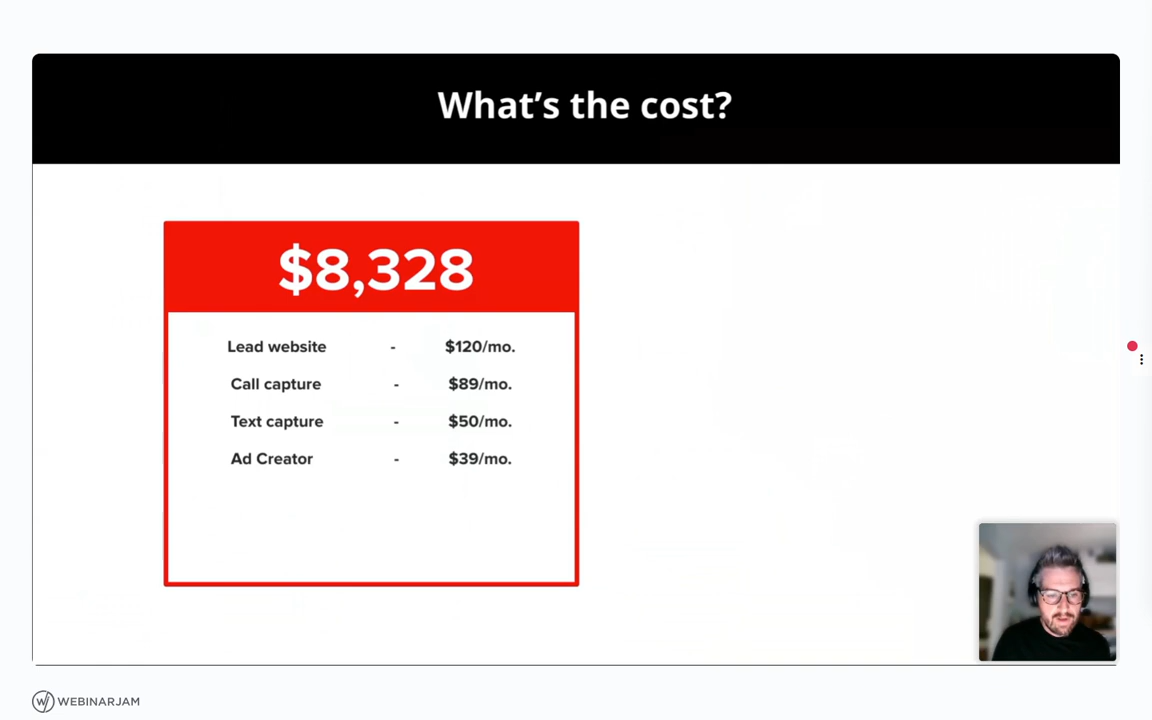 What's the cost?
$8,328
Lead website - $120/mo.
Call capture - $89/mo.
Text capture - $50/mo.
Ad Creator - $39/mo.
WEBINARJAM